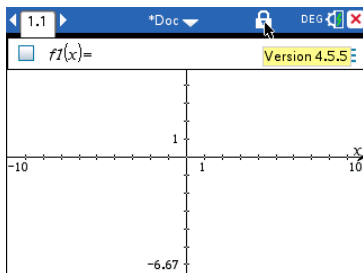 1.1 *Doc DEG
f1(x)=
Version 4.5.5
1
x
-10 1 10
-6.67